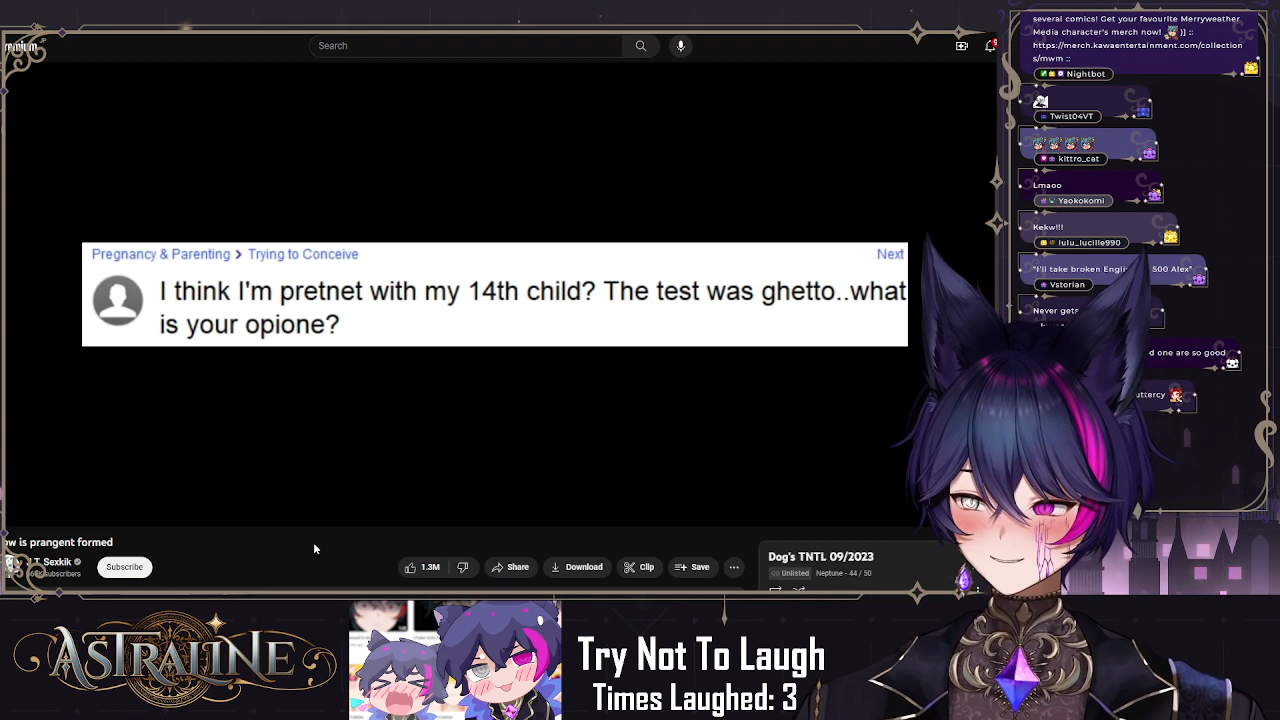 emium
Search
Pregnancy & Parenting > Trying to Conceive
Next
I think I'm pretnet with my 14th child? The test was ghetto..what
is your opione?
ow is prangent formed
J.T. Sexkik
subscribers
Subscribe
1.3M
Share
Download
Clip
Save
Dog's TNTL 09/2023
Unlisted
Neptune - 44 / 50
several comics! Get your favourite Merryweather
Media character's merch now!
)] ::
https://merch.kawaentertainment.com/collection
s/mwm ::
Nightbot
Twist04VT
kittro_cat
Lmaoo
Yaokokomi
Kekw!!!
lulu_lucille990
"I'll take broken Engli
500 Alex"
Vstorian
Never gets
d one are so good
uttercy
ASTRALINE
Try Not To Laugh
Times Laughed: 3